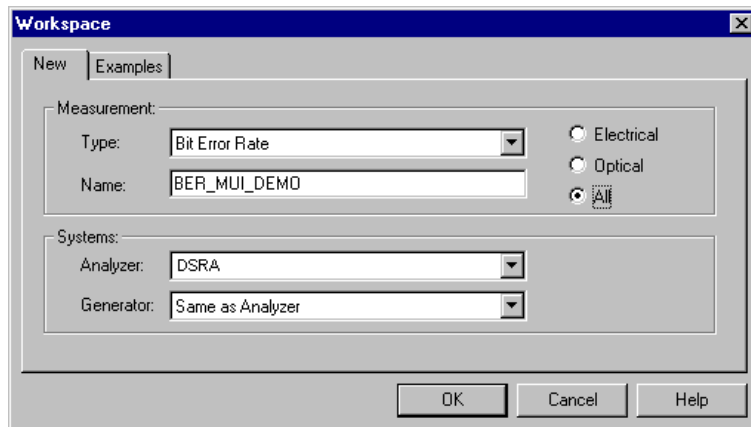 Workspace
New Examples
Measurement:
Type: Bit Error Rate
Electrical
Optical
All
Name: BER_MUI_DEMO
Systems:
Analyzer: DSRA
Generator: Same as Analyzer
OK Cancel Help